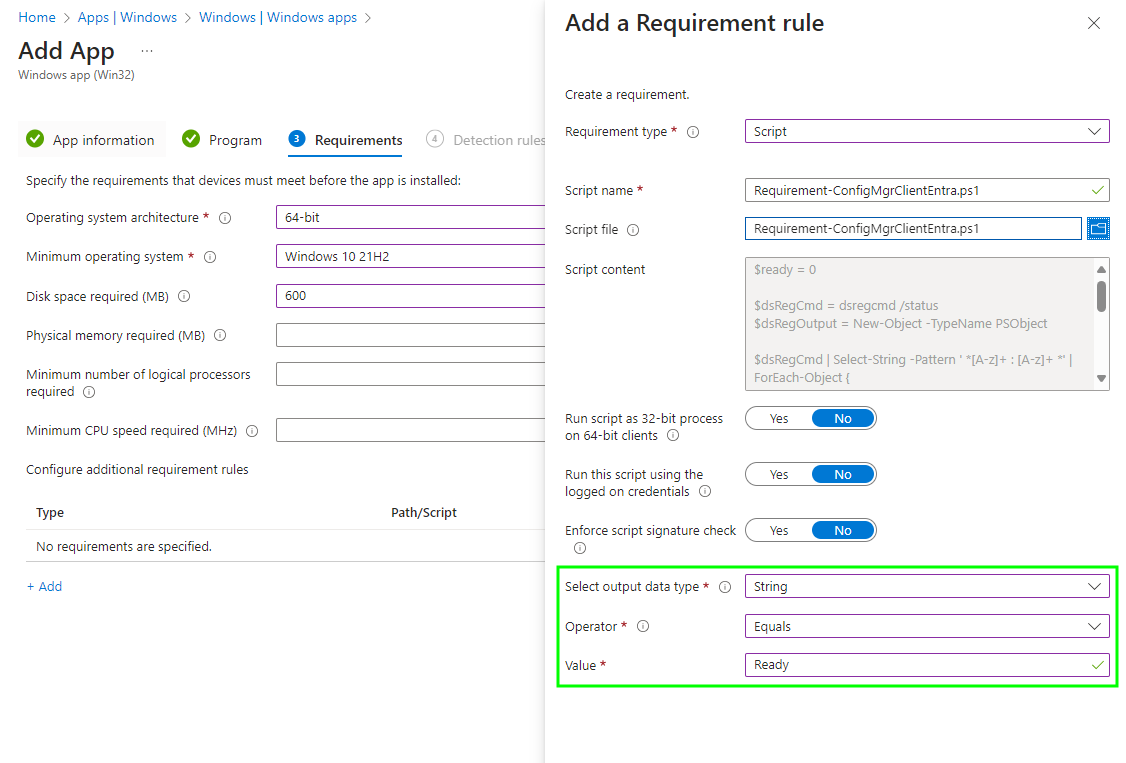 Home > Apps | Windows > Windows | Windows apps >
Add App ...
Windows app (Win32)
App information
Program
3 Requirements
4 Detection rules
Specify the requirements that devices must meet before the app is installed:
Operating system architecture *
64-bit
Minimum operating system *
Windows 10 21H2
Disk space required (MB)
600
Physical memory required (MB)
Minimum number of logical processors
required
Minimum CPU speed required (MHz)
Configure additional requirement rules
Type Path/Script
No requirements are specified.
+ Add
Add a Requirement rule
Create a requirement.
Requirement type *
Script
Script name *
Requirement-ConfigMgrClientEntra.ps1
Script file
Requirement-ConfigMgrClientEntra.ps1
Script content
$ready = 0
$dsRegCmd = dsregcmd /status
$dsRegOutput = New-Object -TypeName PSObject
$dsRegCmd | Select-String -Pattern ' *[A-z]+ : [A-z]+ *' |
ForEach-Object {
Run script as 32-bit process
on 64-bit clients
Yes No
Run this script using the
logged on credentials
Yes No
Enforce script signature check
Yes No
Select output data type *
String
Operator *
Equals
Value *
Ready